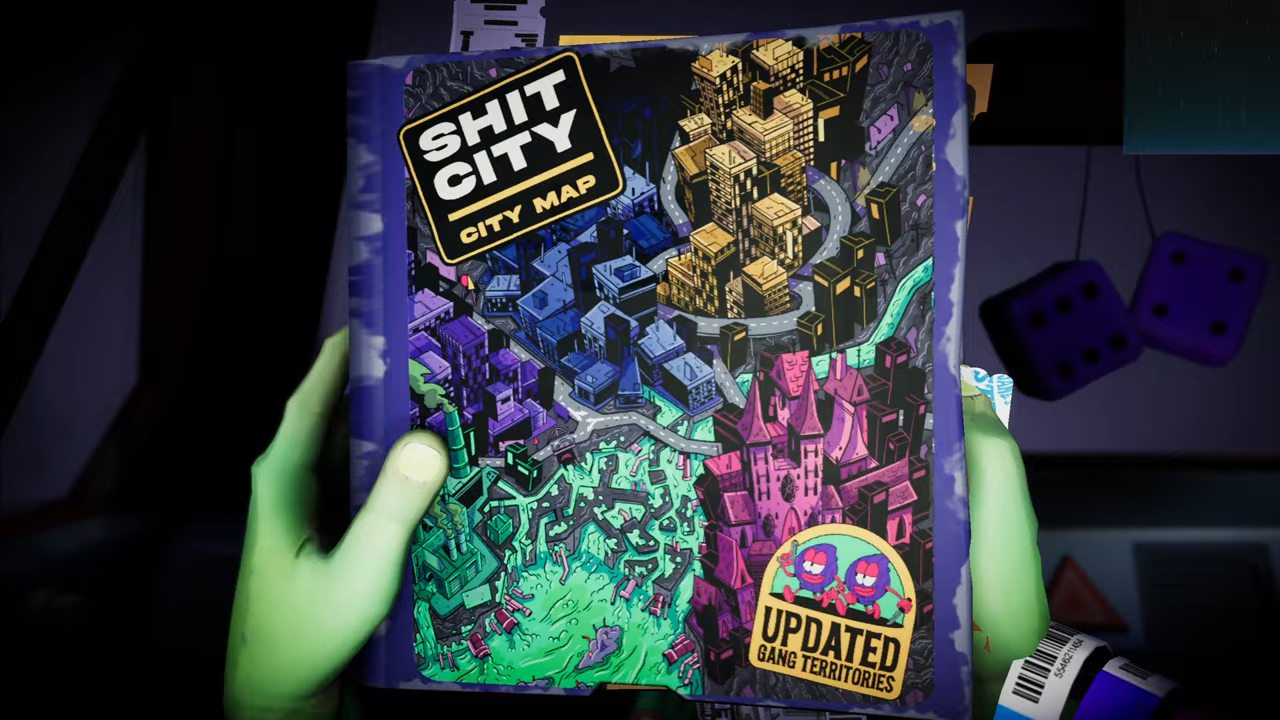 SHIT
CITY
CITY MAP
UPDATED
GANG TERRITORIES